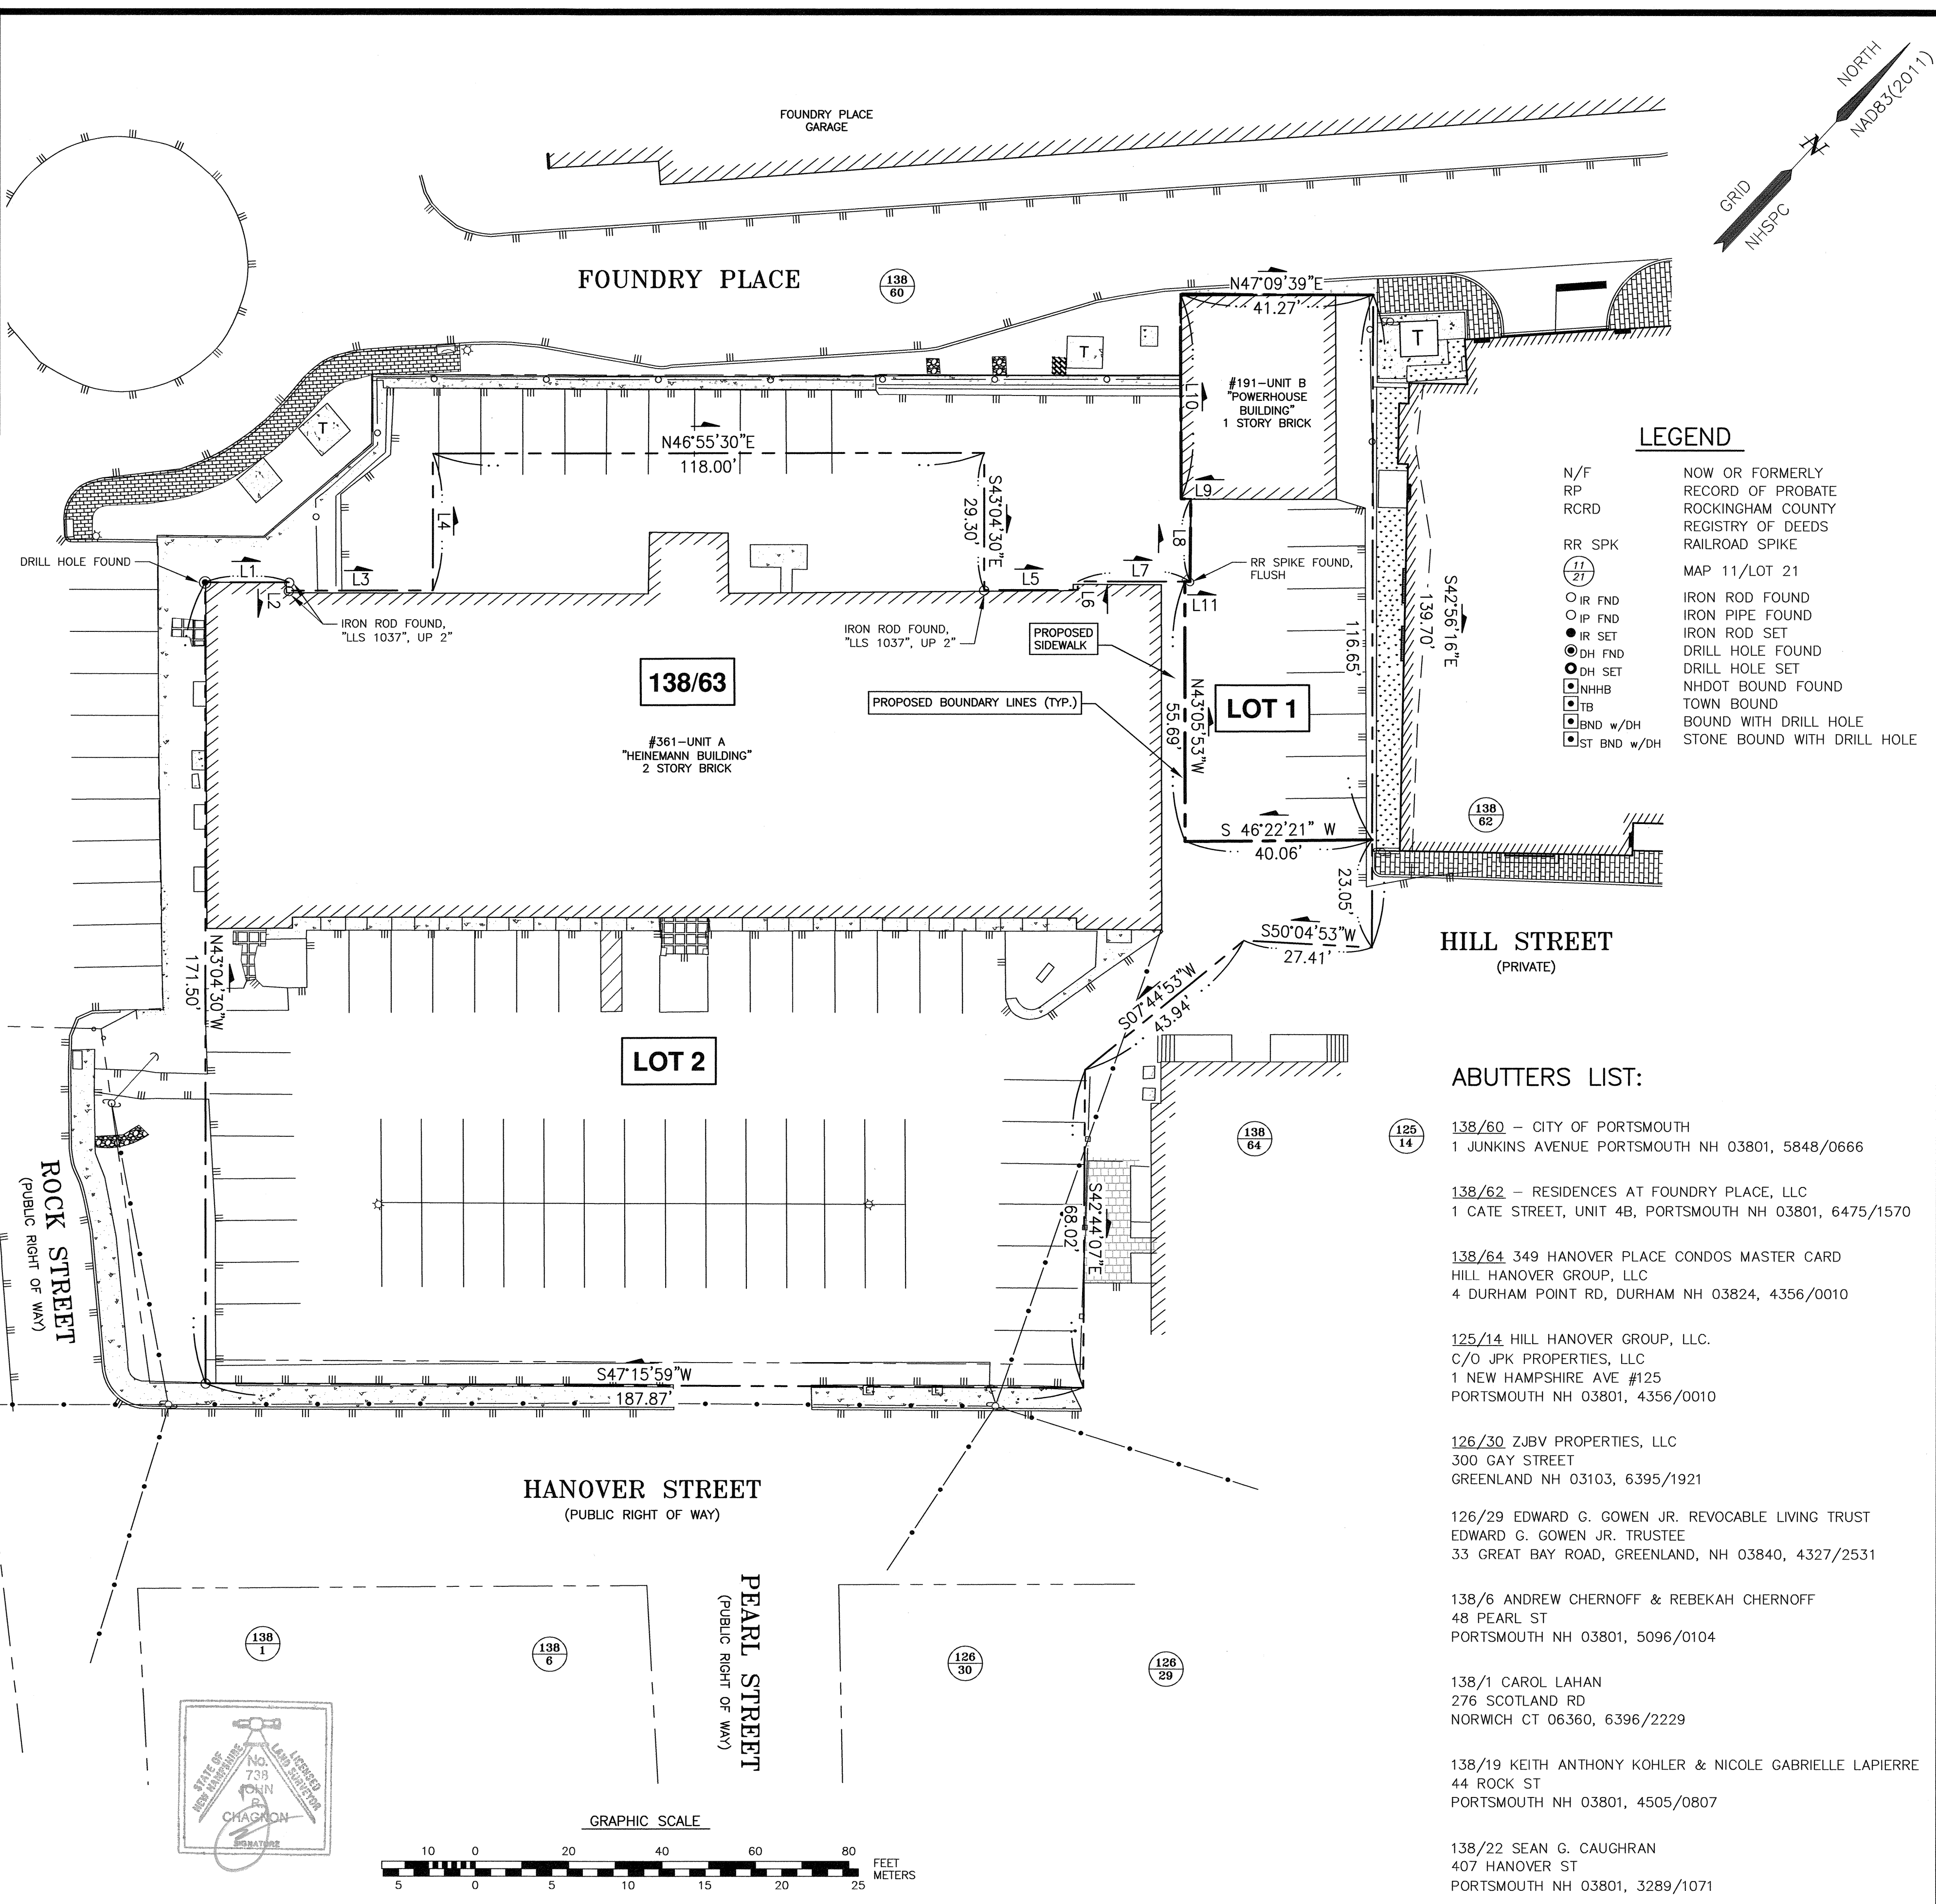 FOUNDRY PLACE
GARAGE
NORTH
NAD83(2011)
N
GRID
NHSPC
FOUNDRY PLACE
138
60
N47°09'39"E
41.27'
T
T
T
#191-UNIT B
"POWERHOUSE
BUILDING"
1 STORY BRICK
L10
L9
N46°55'30"E
118.00'
S43°04'30"E
29.30'
L4
L8
DRILL HOLE FOUND
L1
L2
L3
L5
L6
L7
RR SPIKE FOUND,
FLUSH
L11
IRON ROD FOUND,
"LLS 1037", UP 2"
IRON ROD FOUND,
"LLS 1037", UP 2"
PROPOSED
SIDEWALK
138/63
PROPOSED BOUNDARY LINES (TYP.)
LOT 1
#361-UNIT A
"HEINEMANN BUILDING"
2 STORY BRICK
N43°05'53"W
55.69'
116.65'
S42°56'16"E
139.70'
S 46°22'21" W
40.06'
138
62
23.05'
S50°04'53"W
27.41'
HILL STREET
(PRIVATE)
S07°44'53"W
43.94'
N43°04'30"W
171.50'
LOT 2
138
64
125
14
S42°44'07"E
68.02'
ROCK STREET
(PUBLIC RIGHT OF WAY)
S47°15'59"W
187.87'
HANOVER STREET
(PUBLIC RIGHT OF WAY)
PEARL STREET
(PUBLIC RIGHT OF WAY)
138
1
138
6
126
30
126
29
STATE OF
NEW HAMPSHIRE
LICENSED
LAND SURVEYOR
No.
738
JOHN
R.
CHAGNON
SIGNATURE
GRAPHIC SCALE
10 0 20 40 60 80
FEET
METERS
5 0 5 10 15 20 25
LEGEND
N/F NOW OR FORMERLY
RP RECORD OF PROBATE
RCRD ROCKINGHAM COUNTY
REGISTRY OF DEEDS
RR SPK RAILROAD SPIKE
11
21
MAP 11/LOT 21
IR FND IRON ROD FOUND
IP FND IRON PIPE FOUND
IR SET IRON ROD SET
DH FND DRILL HOLE FOUND
DH SET DRILL HOLE SET
NHHB NHDOT BOUND FOUND
TB TOWN BOUND
BND w/DH BOUND WITH DRILL HOLE
ST BND w/DH STONE BOUND WITH DRILL HOLE
ABUTTERS LIST:
138/60 – CITY OF PORTSMOUTH
1 JUNKINS AVENUE PORTSMOUTH NH 03801, 5848/0666
138/62 – RESIDENCES AT FOUNDRY PLACE, LLC
1 CATE STREET, UNIT 4B, PORTSMOUTH NH 03801, 6475/1570
138/64 349 HANOVER PLACE CONDOS MASTER CARD
HILL HANOVER GROUP, LLC
4 DURHAM POINT RD, DURHAM NH 03824, 4356/0010
125/14 HILL HANOVER GROUP, LLC.
C/O JPK PROPERTIES, LLC
1 NEW HAMPSHIRE AVE #125
PORTSMOUTH NH 03801, 4356/0010
126/30 ZJBV PROPERTIES, LLC
300 GAY STREET
GREENLAND NH 03103, 6395/1921
126/29 EDWARD G. GOWEN JR. REVOCABLE LIVING TRUST
EDWARD G. GOWEN JR. TRUSTEE
33 GREAT BAY ROAD, GREENLAND, NH 03840, 4327/2531
138/6 ANDREW CHERNOFF & REBEKAH CHERNOFF
48 PEARL ST
PORTSMOUTH NH 03801, 5096/0104
138/1 CAROL LAHAN
276 SCOTLAND RD
NORWICH CT 06360, 6396/2229
138/19 KEITH ANTHONY KOHLER & NICOLE GABRIELLE LAPIERRE
44 ROCK ST
PORTSMOUTH NH 03801, 4505/0807
138/22 SEAN G. CAUGHRAN
407 HANOVER ST
PORTSMOUTH NH 03801, 3289/1071